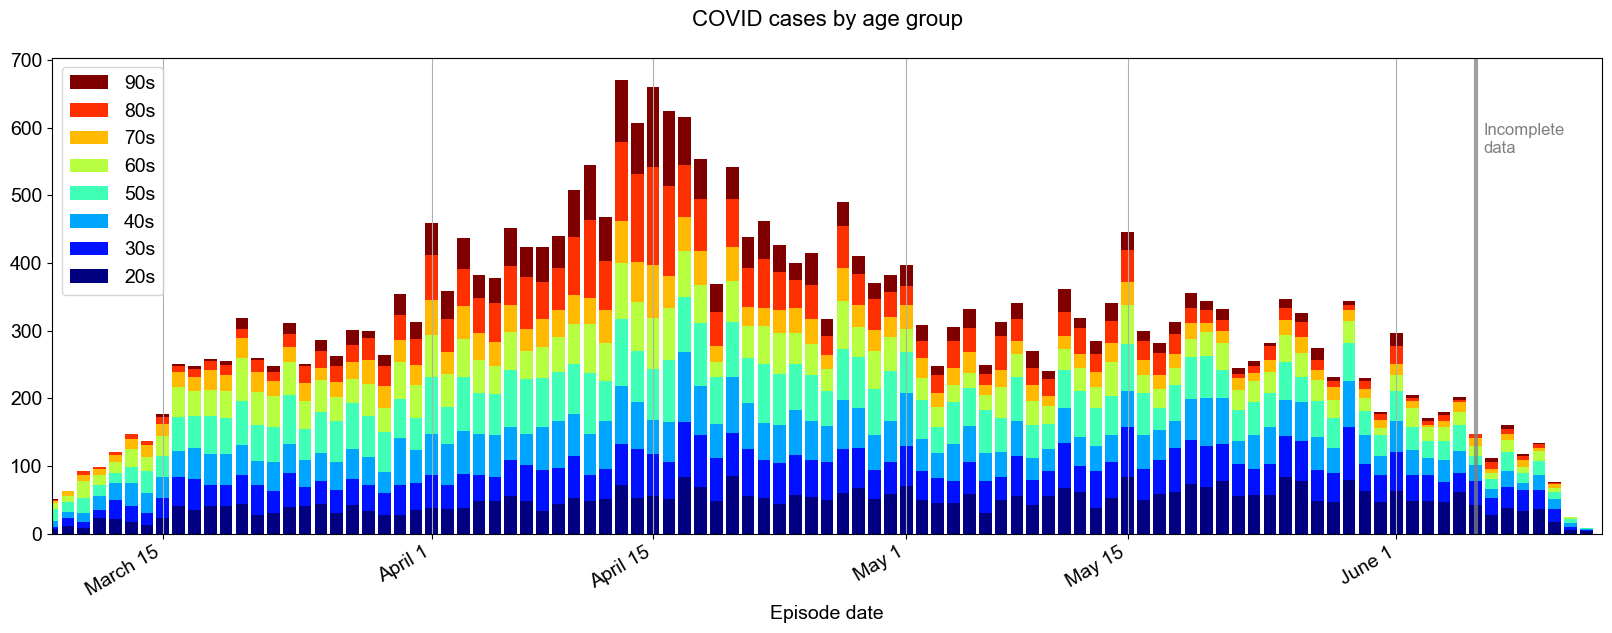 COVID cases by age group
700
600
500
400
300
200
100
0
90s
80s
70s
60s
50s
40s
30s
20s
Incomplete
data
March 15
April 1
April 15
May 1
May 15
June 1
Episode date